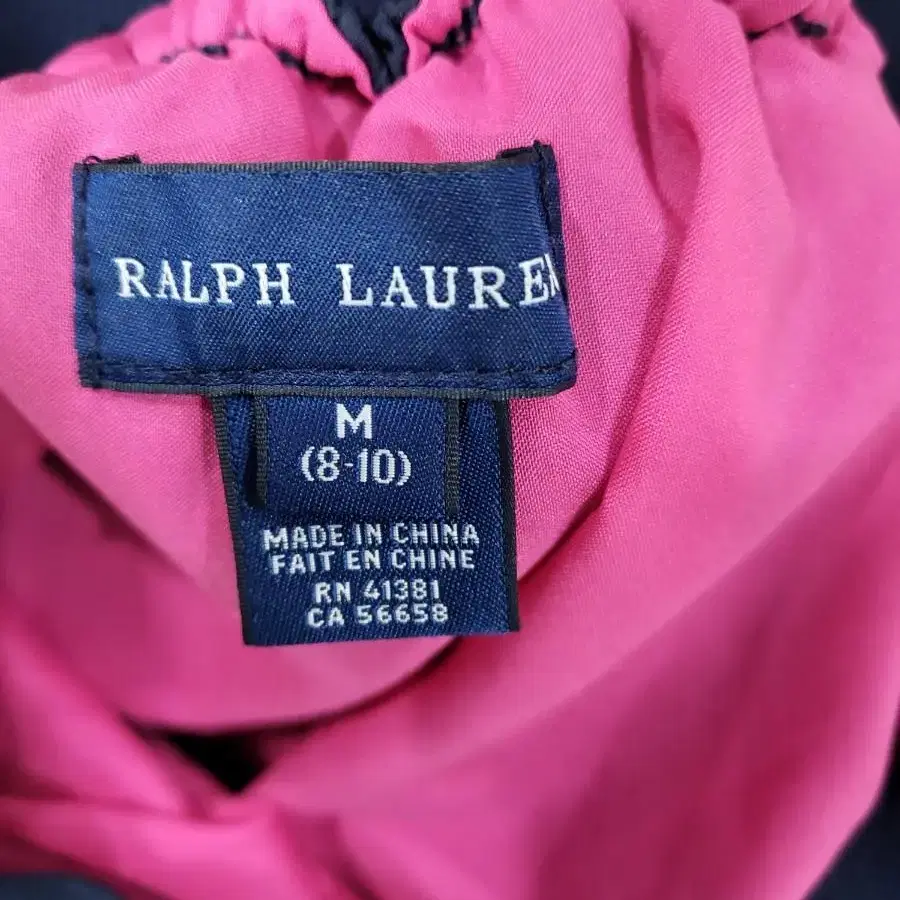 RALPH LAUREN
M
(8-10)
MADE IN CHINA
FAIT EN CHINE
RN 41381
CA 56658